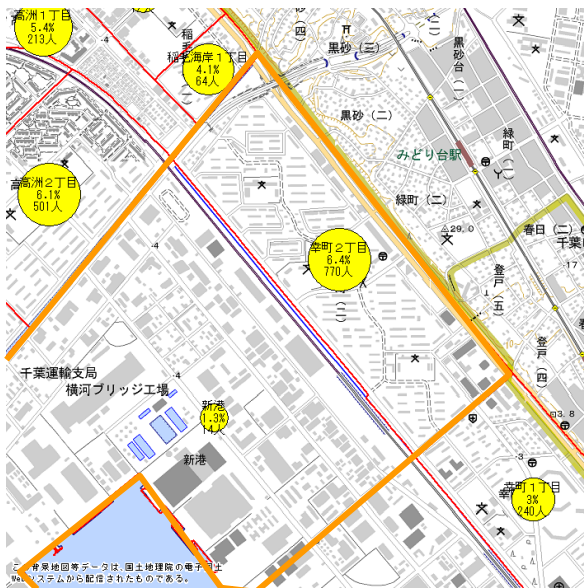 高洲1丁目
5.4%
213人
稲毛海岸1丁目
4.1%
64人
黒砂(三)
黒砂台(一)
黒砂(二)
緑町(一)
みどり台駅
高洲2丁目
6.1%
501人
緑町(二)
29.0
春日(二)
千葉
幸町2丁目
6.4%
770人
17
登戸(五)
登戸(四)
千葉運輸支局
横河ブリッジ工場
新港
1.3%
14人
3.8
新港
幸町1丁目
3%
240人
この背景地図等データは、国土地理院の電子国土
Webシステムから配信されたものである。